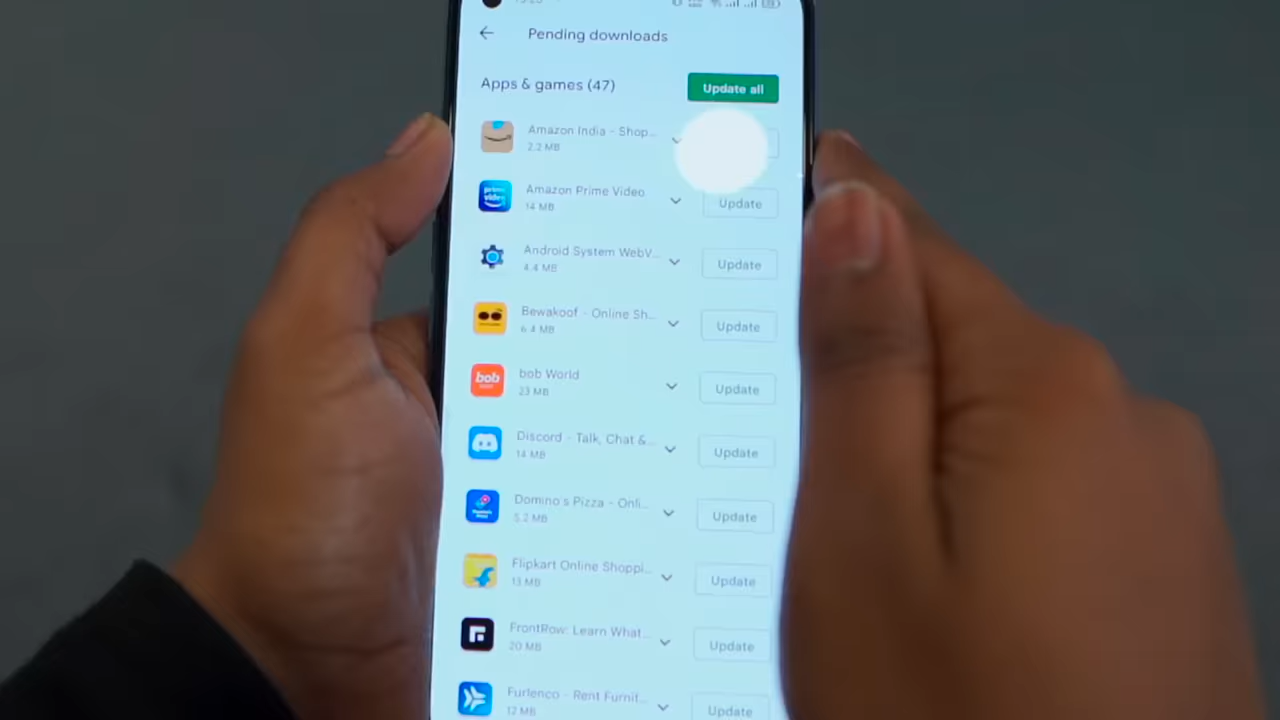 Pending downloads
Apps & games (47)
Update all
Amazon India - Shop...
2.2 MB
Amazon Prime Video
14 MB
Update
prime video
Android System WebV...
4.4 MB
Update
Bewakoof - Online Sh...
6.4 MB
Update
bob World
23 MB
Update
bob
Discord - Talk, Chat &...
14 MB
Update
Domino's Pizza - Onli...
5.2 MB
Update
Flipkart Online Shoppi...
13 MB
Update
FrontRow: Learn What...
20 MB
Update
Furlenco - Rent Furnit...
12 MB
Update